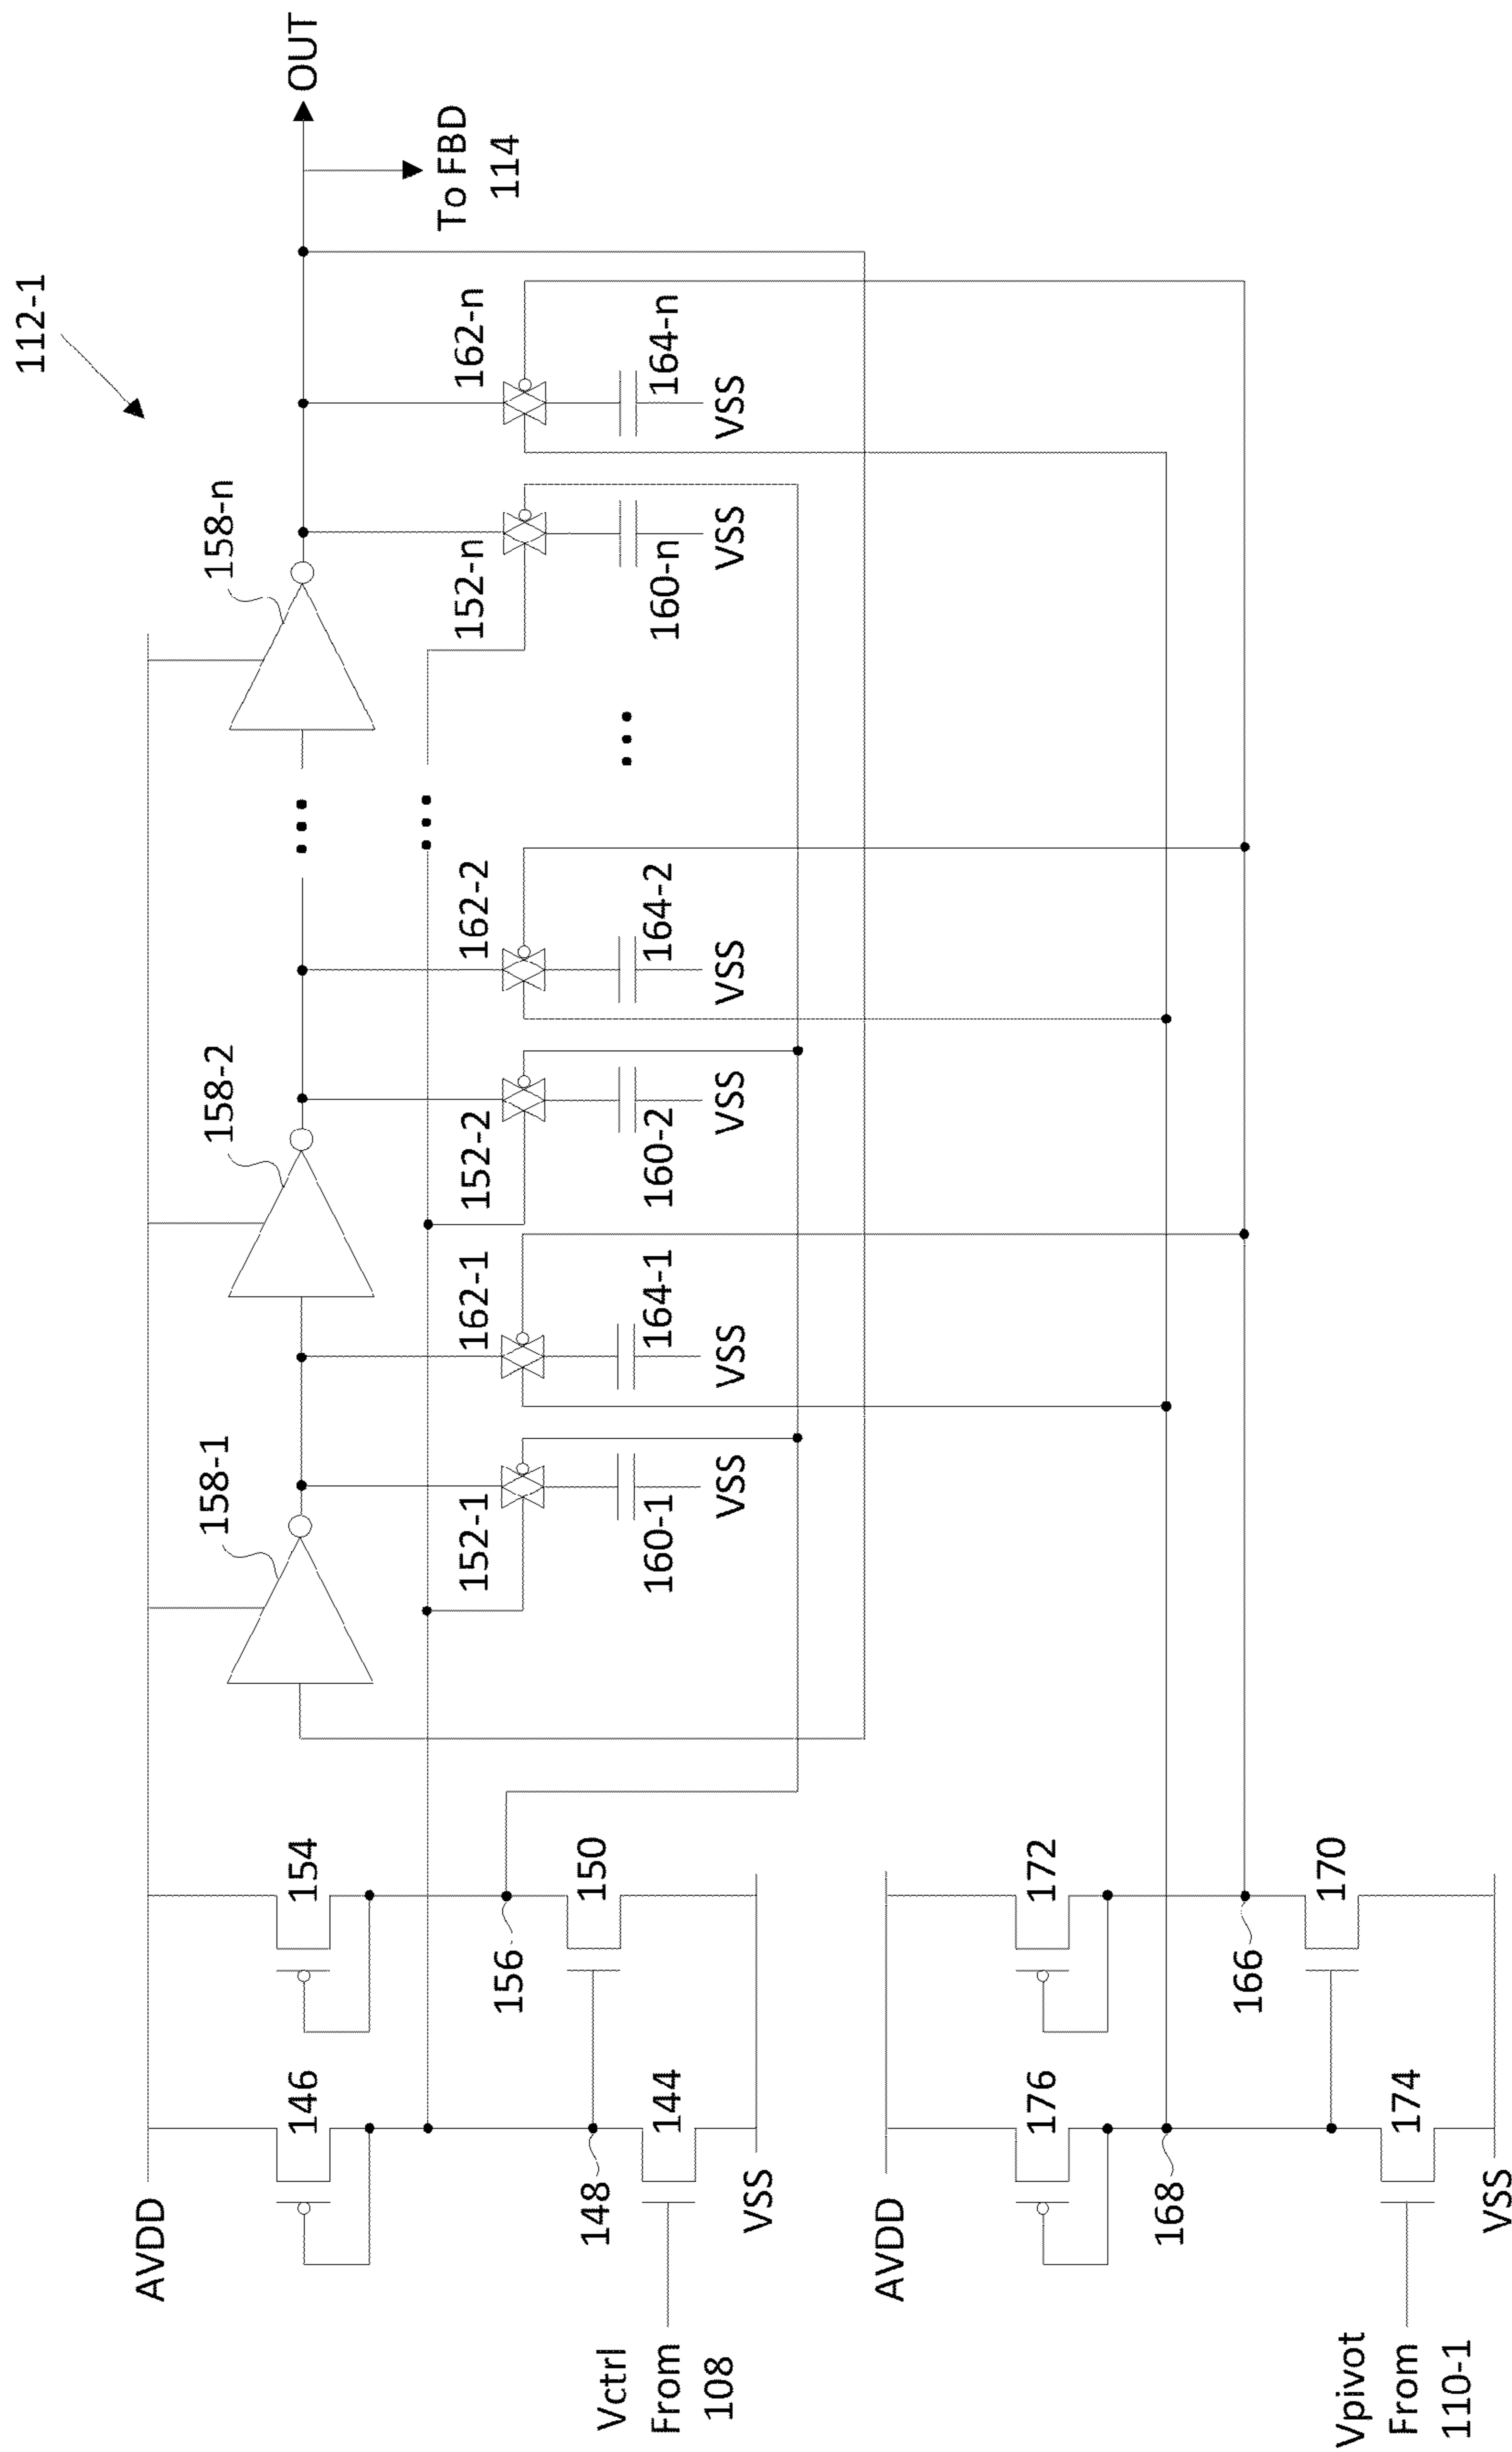 112-1
158-1
158-2
158-n
OUT
To FBD
114
AVDD
146
154
152-1
162-1
152-2
162-2
152-n
162-n
148
156
144
150
160-1
164-1
160-2
164-2
160-n
164-n
Vctrl
From
108
VSS
VSS
VSS
VSS
VSS
VSS
VSS
AVDD
176
172
168
166
174
170
Vpivot
From
110-1
VSS